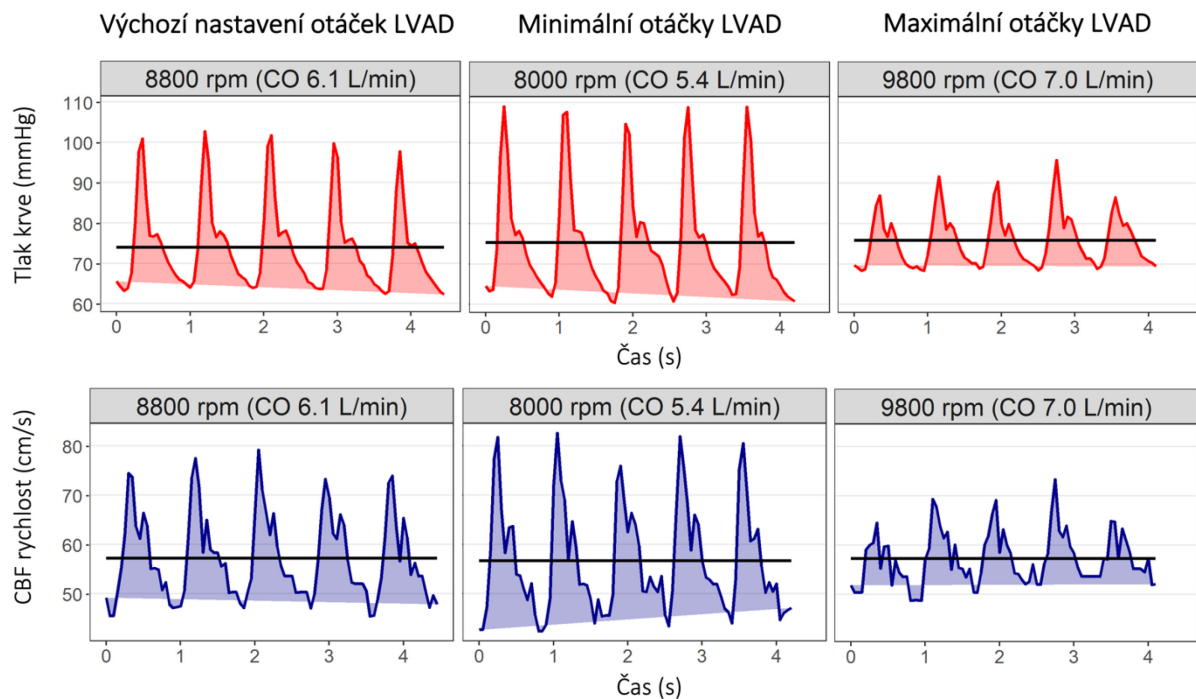 Výchozí nastavení otáček LVAD Minimální otáčky LVAD Maximální otáčky LVAD
8800 rpm (CO 6.1 L/min) 8000 rpm (CO 5.4 L/min) 9800 rpm (CO 7.0 L/min)
Tlak krve (mmHg)
110
100
90
80
70
60
0 1 2 3 4 0 1 2 3 4 0 1 2 3 4
Čas (s)
8800 rpm (CO 6.1 L/min) 8000 rpm (CO 5.4 L/min) 9800 rpm (CO 7.0 L/min)
CBF rychlost (cm/s)
80
70
60
50
0 1 2 3 4 0 1 2 3 4 0 1 2 3 4
Čas (s)